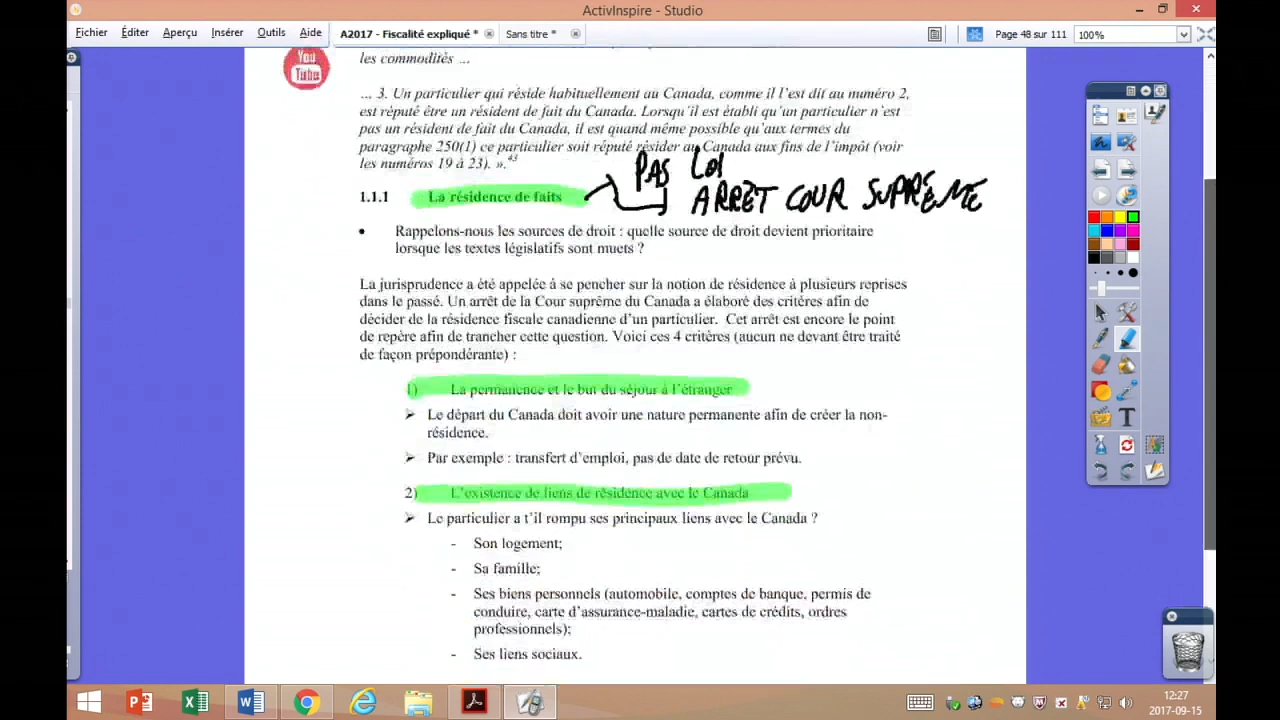 ActivInspire - Studio
Fichier Éditer Aperçu Insérer Outils Aide A2017 - Fiscalité expliqué * Sans titre * Page 48 sur 111 100%
You
Tube
les commodités ...
... 3. Un particulier qui réside habituellement au Canada, comme il l'est dit au numéro 2,
est réputé être un résident de fait du Canada. Lorsqu'il est établi qu'un particulier n'est
pas un résident de fait du Canada, il est quand même possible qu'aux termes du
paragraphe 250(1) ce particulier soit réputé résider au Canada aux fins de l'impôt (voir
les numéros 19 à 23). ».43
PAS LOI
1.1.1 La résidence de faits
ARRÊT COUR SUPRÊME
• Rappelons-nous les sources de droit : quelle source de droit devient prioritaire
lorsque les textes législatifs sont muets ?
La jurisprudence a été appelée à se pencher sur la notion de résidence à plusieurs reprises
dans le passé. Un arrêt de la Cour suprême du Canada a élaboré des critères afin de
décider de la résidence fiscale canadienne d'un particulier. Cet arrêt est encore le point
de repère afin de trancher cette question. Voici ces 4 critères (aucun ne devant être traité
de façon prépondérante) :
1) La permanence et le but du séjour à l'étranger
➢ Le départ du Canada doit avoir une nature permanente afin de créer la non-
résidence.
➢ Par exemple : transfert d'emploi, pas de date de retour prévu.
2) L'existence de liens de résidence avec le Canada
➢ Le particulier a t'il rompu ses principaux liens avec le Canada ?
- Son logement;
- Sa famille;
- Ses biens personnels (automobile, comptes de banque, permis de
conduire, carte d'assurance-maladie, cartes de crédits, ordres
professionnels);
- Ses liens sociaux.
12:27
2017-09-15